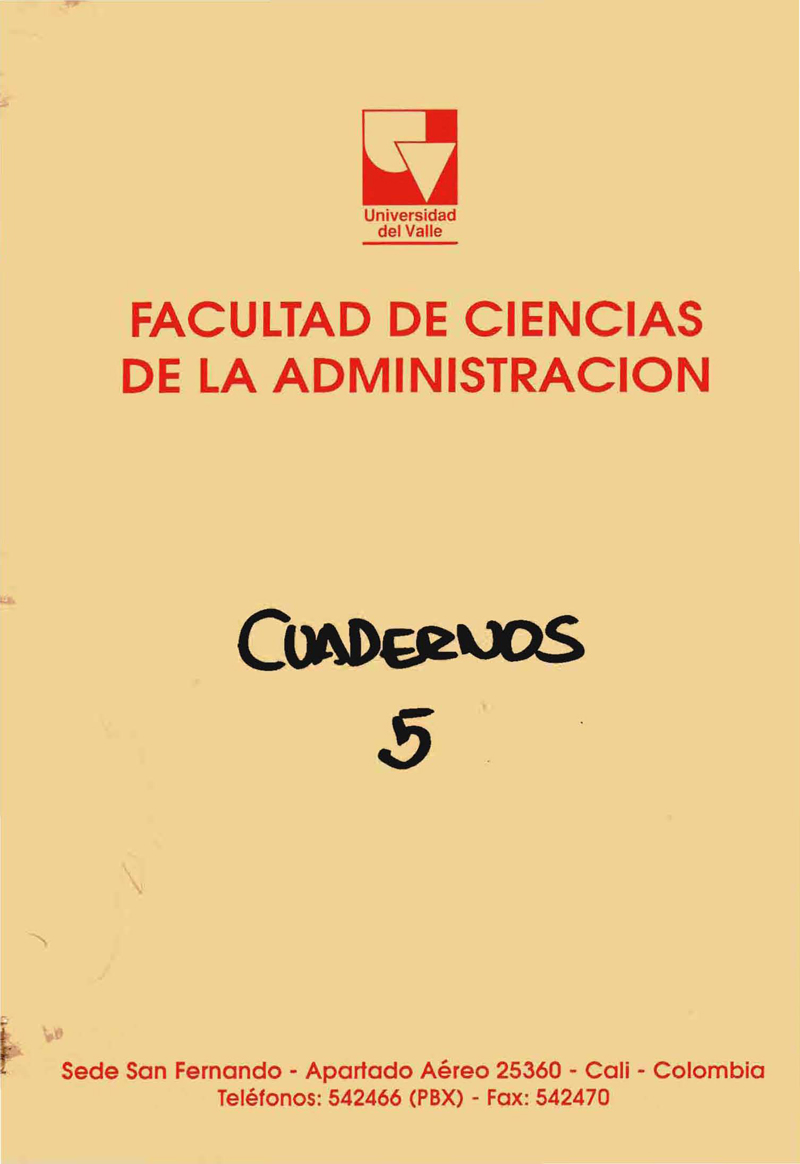 Universidad
del Valle
FACULTAD DE CIENCIAS
DE LA ADMINISTRACION
CUADERNOS
5
Sede San Fernando - Apartado Aéreo 25360 - Cali - Colombia
Teléfonos: 542466 (PBX) - Fax: 542470